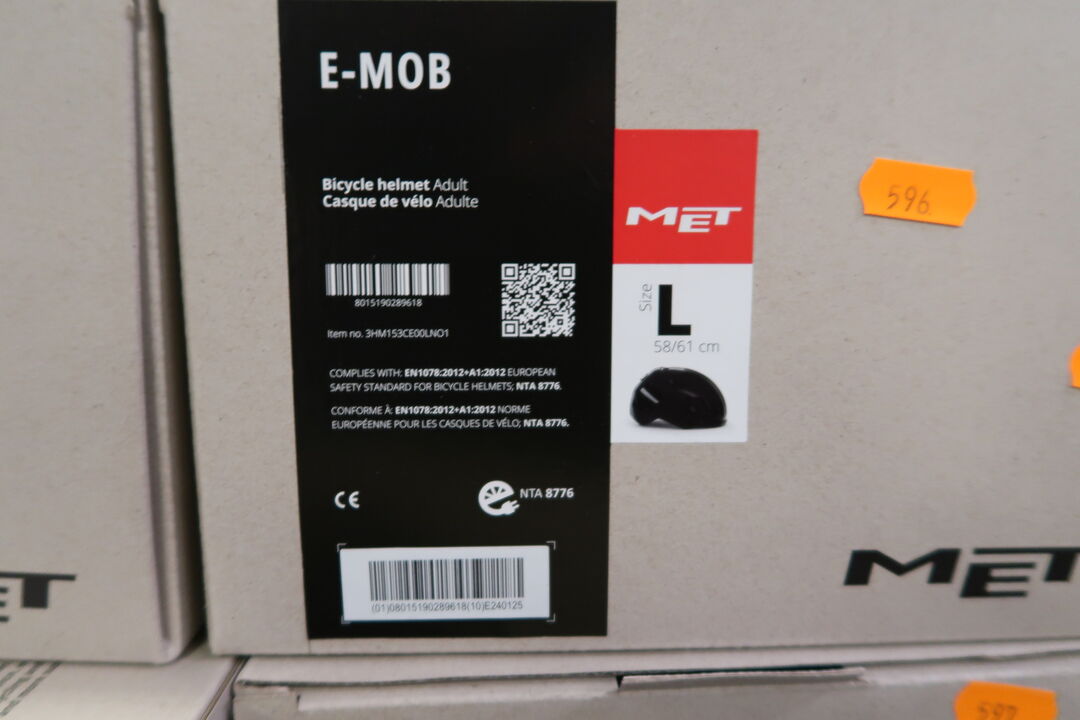 E-MOB
Bicycle helmet Adult
Casque de vélo Adulte
8015190289618
Item no. 3HM153CE00LNO1
COMPLIES WITH: EN1078:2012+A1:2012 EUROPEAN
SAFETY STANDARD FOR BICYCLE HELMETS; NTA 8776.
CONFORME À: EN1078:2012+A1:2012 NORME
EUROPÉENNE POUR LES CASQUES DE VÉLO; NTA 8776.
CE
NTA 8776
(01)08015190289618(10)E240125
MET
Size
L
58/61 cm
596.
MET
ET
597